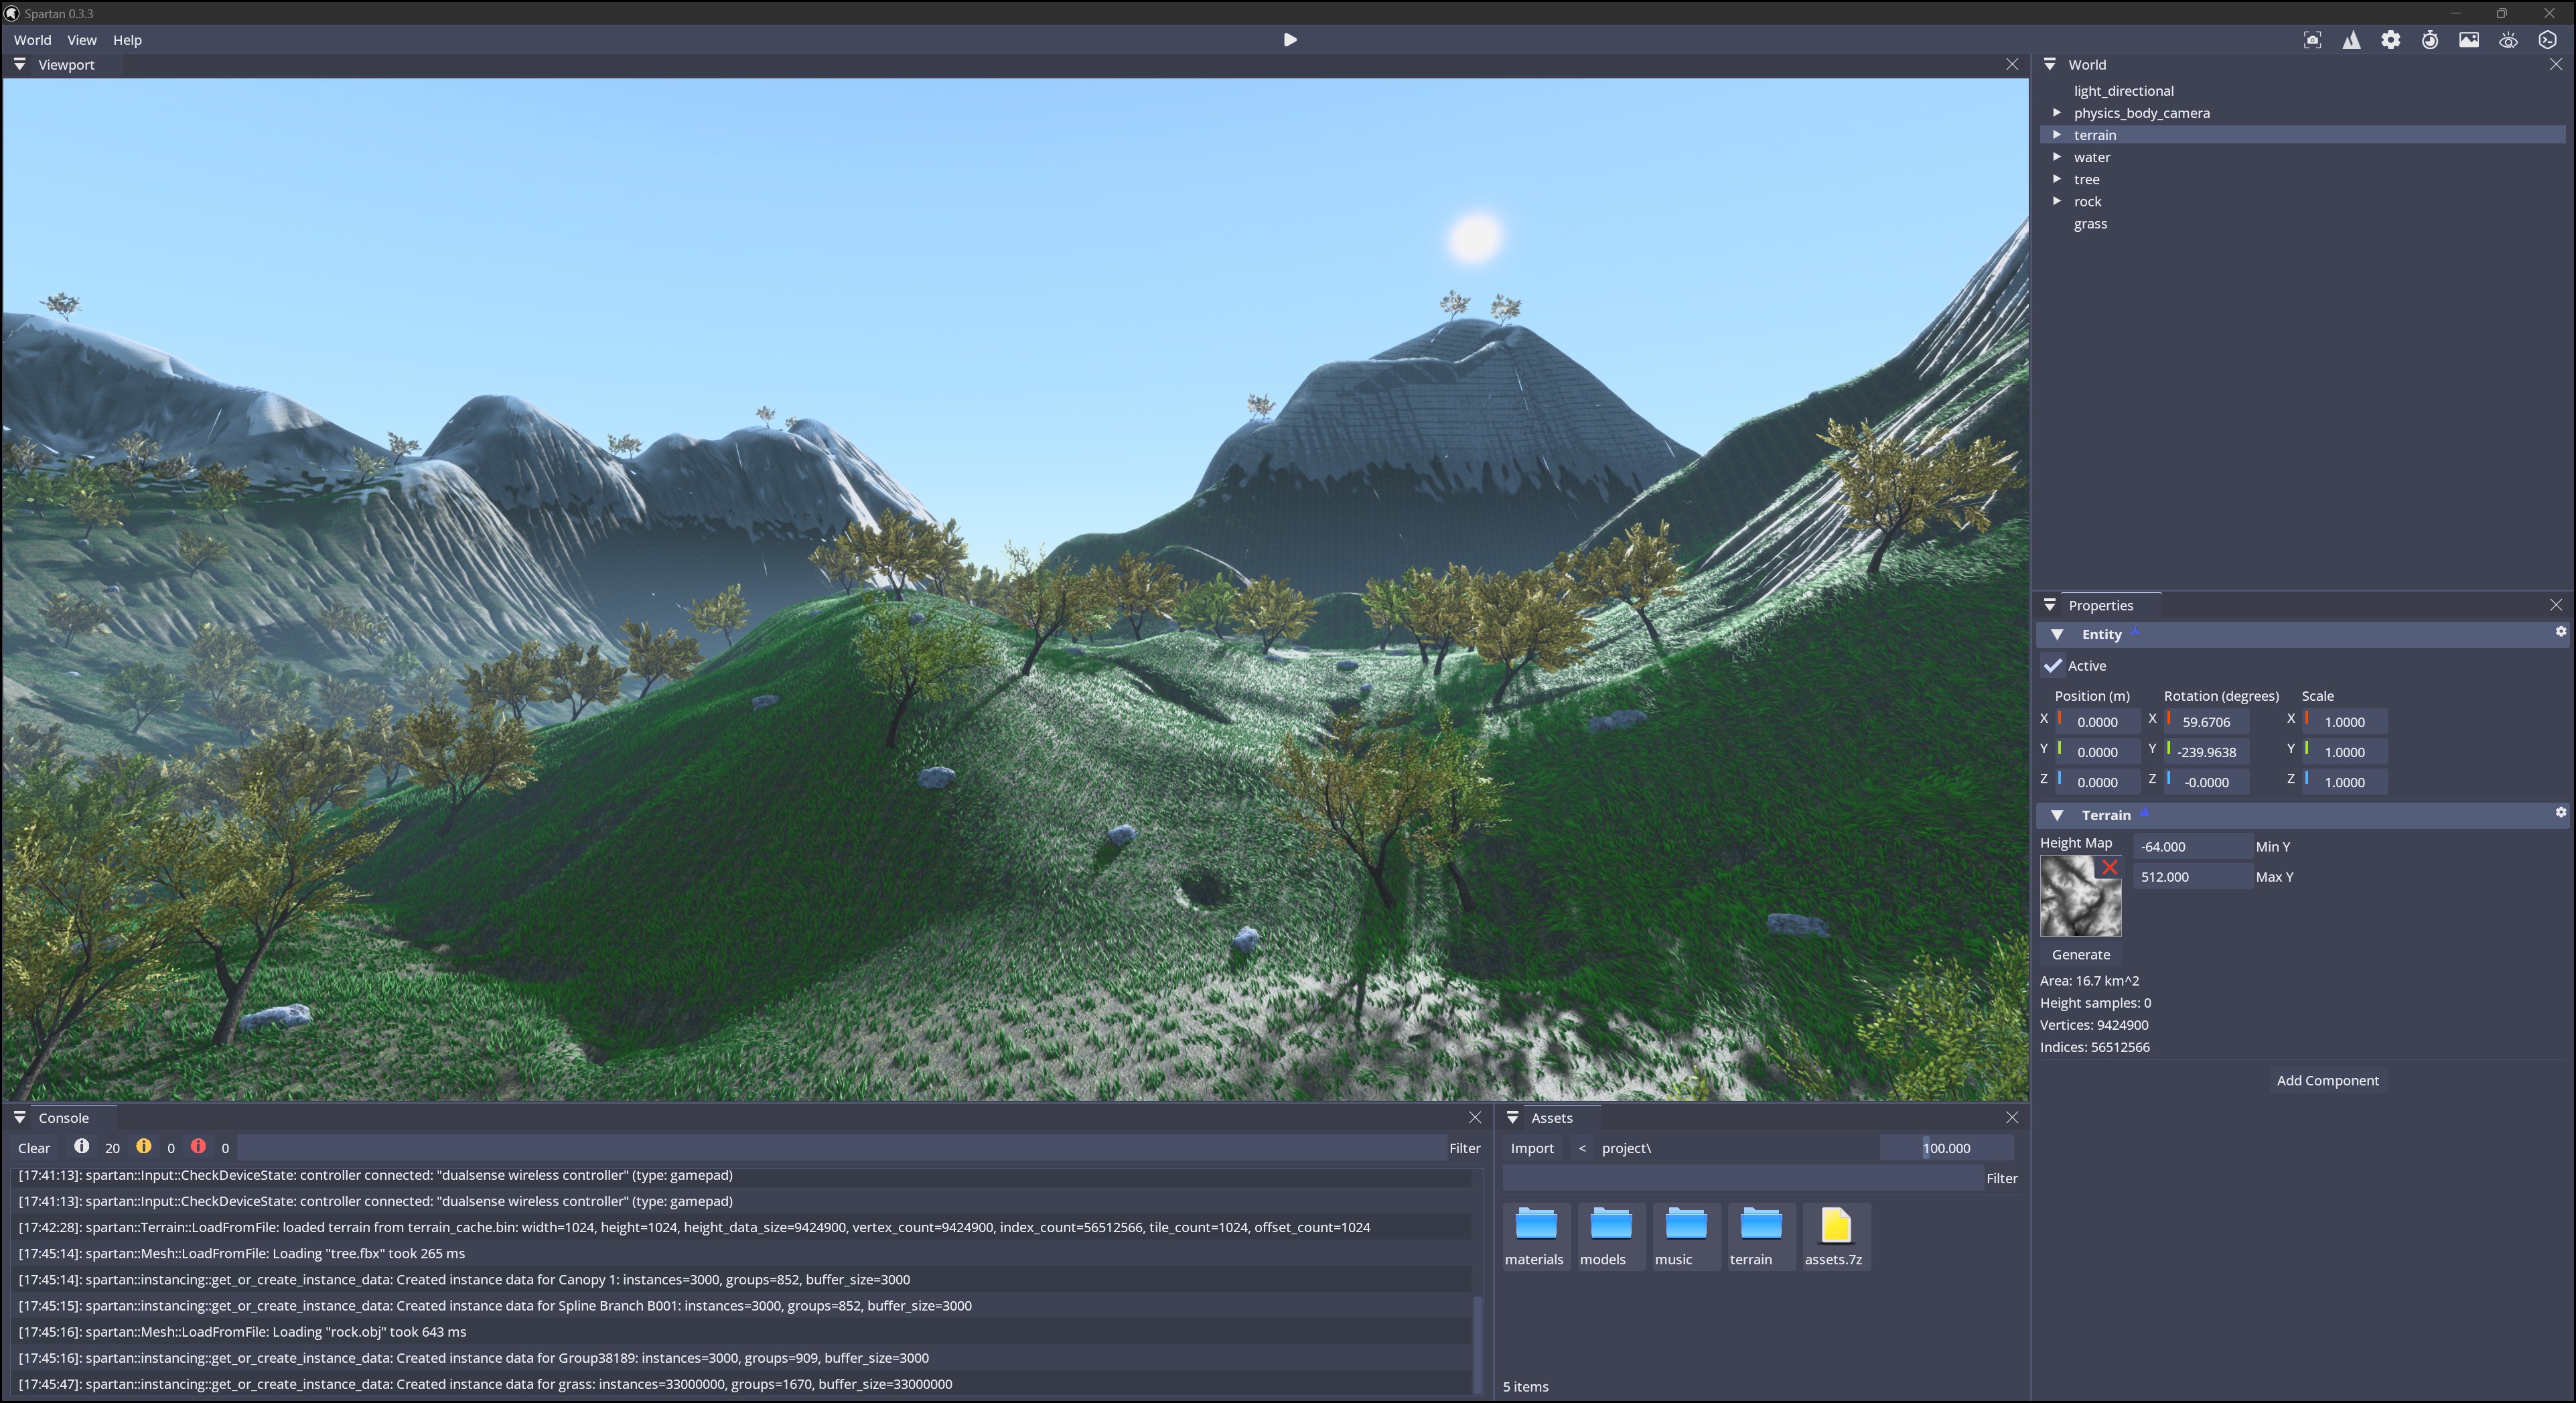 Spartan 0.3.3
World View Help
Viewport
World
light_directional
physics_body_camera
terrain
water
tree
rock
grass
Properties
Entity
Active
Position (m) Rotation (degrees) Scale
X 0.0000 X 59.6706 X 1.0000
Y 0.0000 Y -239.9638 Y 1.0000
Z 0.0000 Z -0.0000 Z 1.0000
Terrain
Height Map -64.000 Min Y
512.000 Max Y
Generate
Area: 16.7 km^2
Height samples: 0
Vertices: 9424900
Indices: 56512566
Add Component
Console
Clear 20 0 0 Filter
[17:41:13]: spartan::Input::CheckDeviceState: controller connected: "dualsense wireless controller" (type: gamepad)
[17:41:13]: spartan::Input::CheckDeviceState: controller connected: "dualsense wireless controller" (type: gamepad)
[17:42:28]: spartan::Terrain::LoadFromFile: loaded terrain from terrain_cache.bin: width=1024, height=1024, height_data_size=9424900, vertex_count=9424900, index_count=56512566, tile_count=1024, offset_count=1024
[17:45:14]: spartan::Mesh::LoadFromFile: Loading "tree.fbx" took 265 ms
[17:45:14]: spartan::instancing::get_or_create_instance_data: Created instance data for Canopy 1: instances=3000, groups=852, buffer_size=3000
[17:45:15]: spartan::instancing::get_or_create_instance_data: Created instance data for Spline Branch B001: instances=3000, groups=852, buffer_size=3000
[17:45:16]: spartan::Mesh::LoadFromFile: Loading "rock.obj" took 643 ms
[17:45:16]: spartan::instancing::get_or_create_instance_data: Created instance data for Group38189: instances=3000, groups=909, buffer_size=3000
[17:45:47]: spartan::instancing::get_or_create_instance_data: Created instance data for grass: instances=33000000, groups=1670, buffer_size=33000000
Assets
Import < project\ 100.000
Filter
materials models music terrain assets.7z
5 items